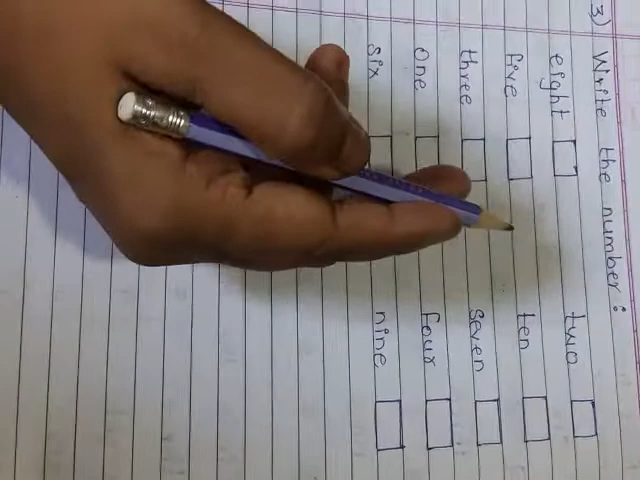 3) Write the number :
eight two
five ten
three seven
one four
six nine